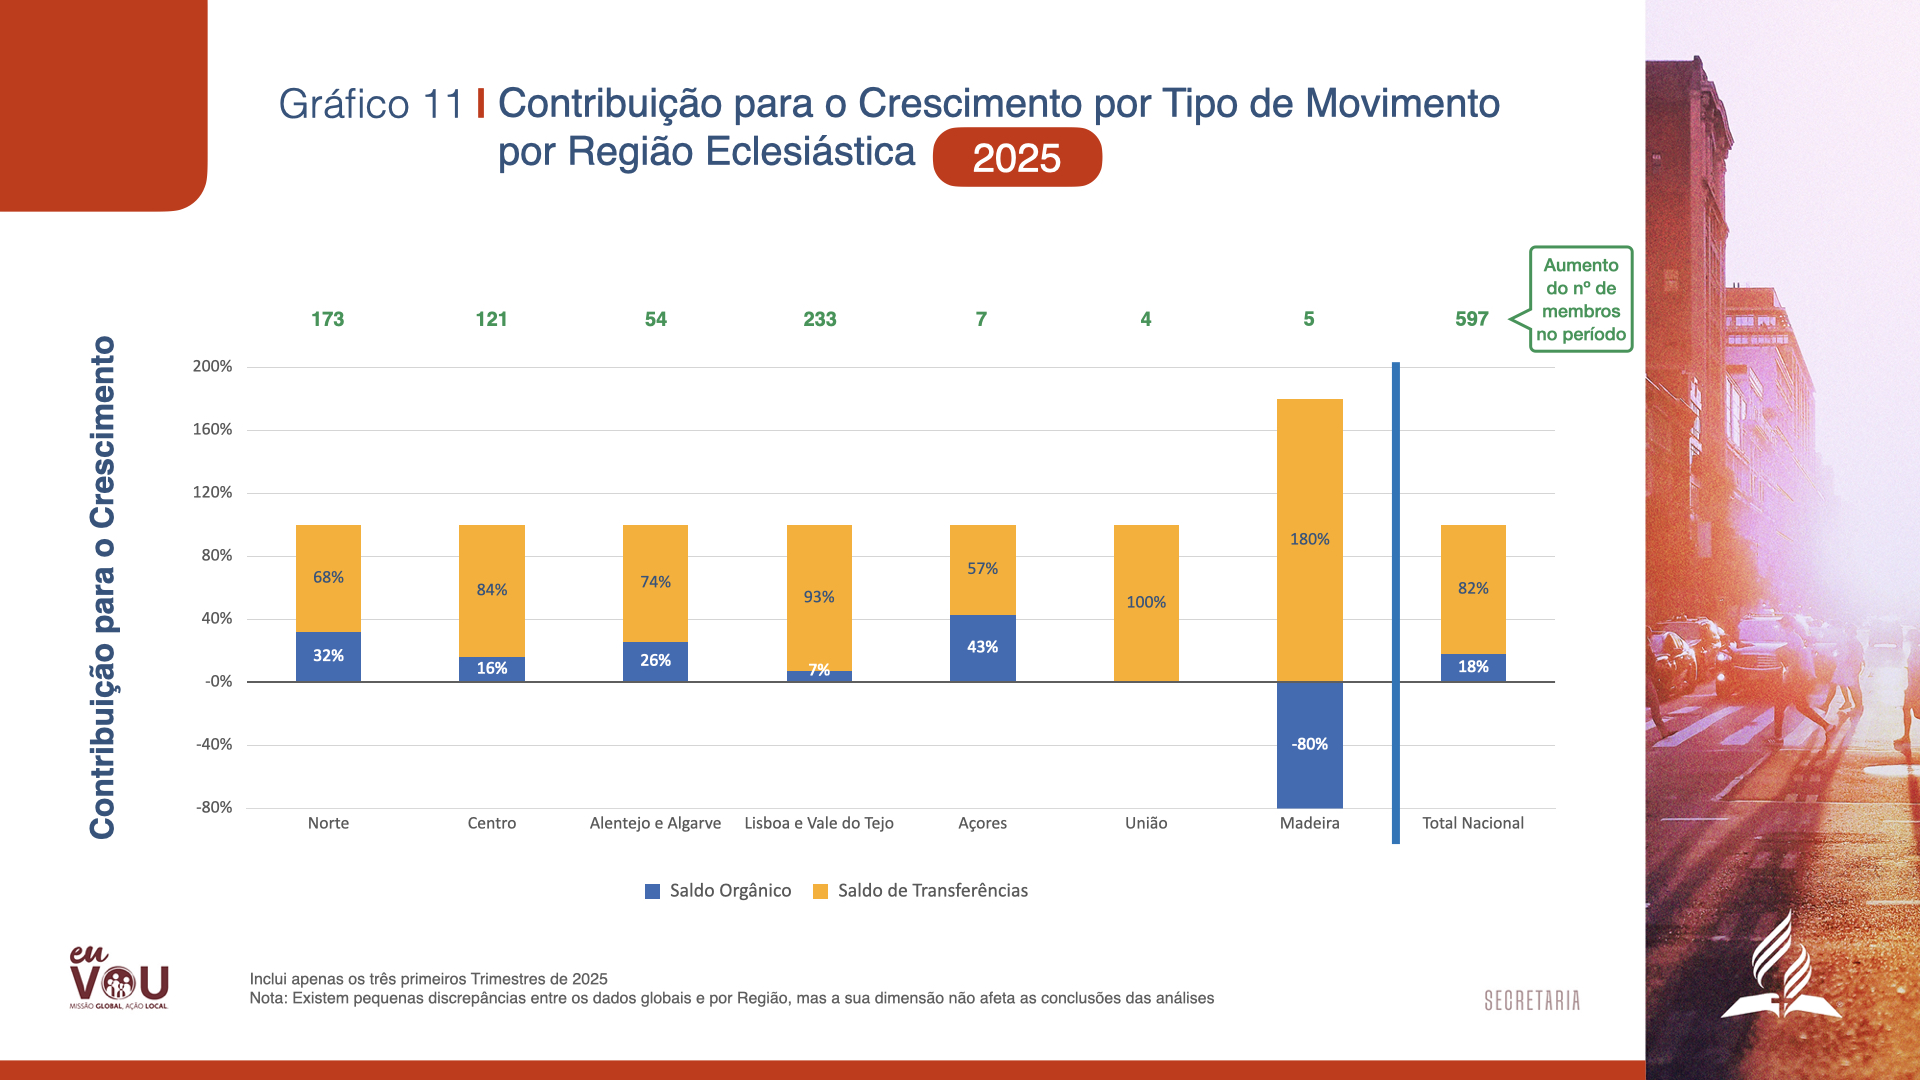 Gráfico 11 | Contribuição para o Crescimento por Tipo de Movimento
por Região Eclesiástica 2025
Aumento
do nº de
membros
no período
173 121 54 233 7 4 5 597
Contribuição para o Crescimento
200%
160%
120%
80%
40%
-0%
-40%
-80%
68% 84% 74% 93% 57% 100% 180% 82%
32% 16% 26% 7% 43% -80% 18%
Norte Centro Alentejo e Algarve Lisboa e Vale do Tejo Açores União Madeira Total Nacional
Saldo Orgânico Saldo de Transferências
eu
VOU
MISSÃO GLOBAL, AÇÃO LOCAL
Inclui apenas os três primeiros Trimestres de 2025
Nota: Existem pequenas discrepâncias entre os dados globais e por Região, mas a sua dimensão não afeta as conclusões das análises
SECRETARIA